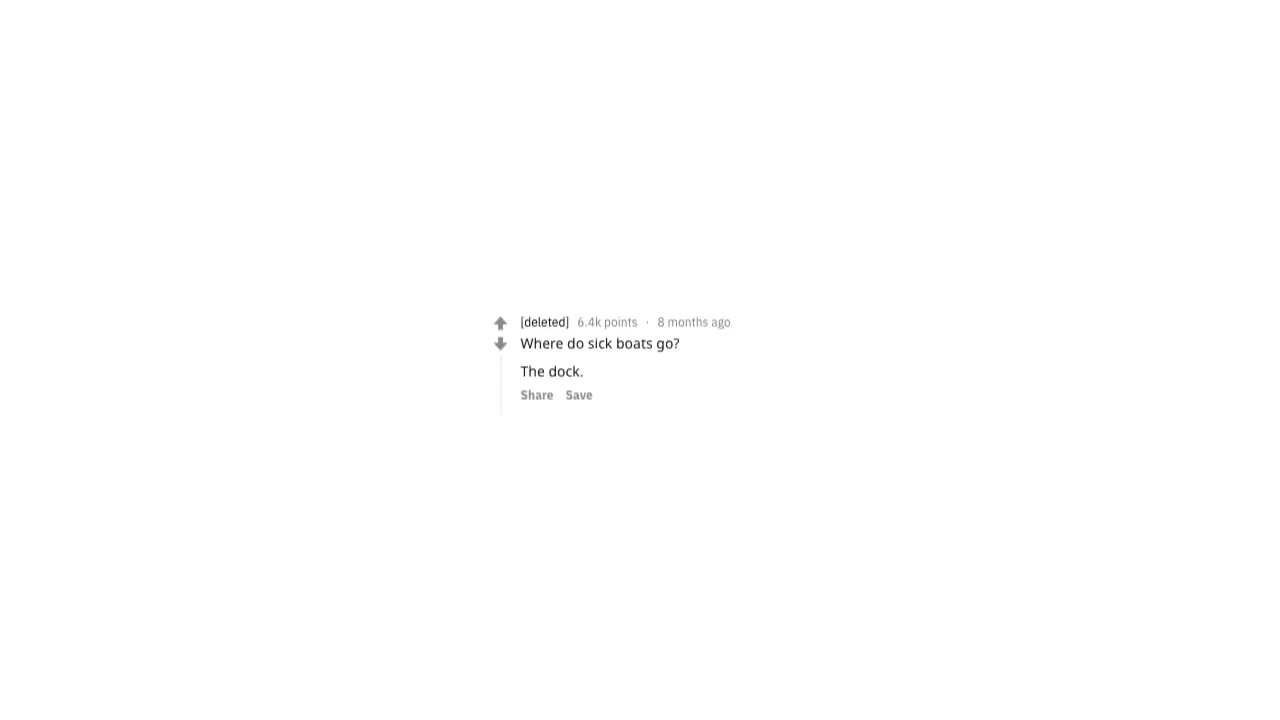 [deleted] 6.4k points · 8 months ago
Where do sick boats go?
The dock.
Share Save